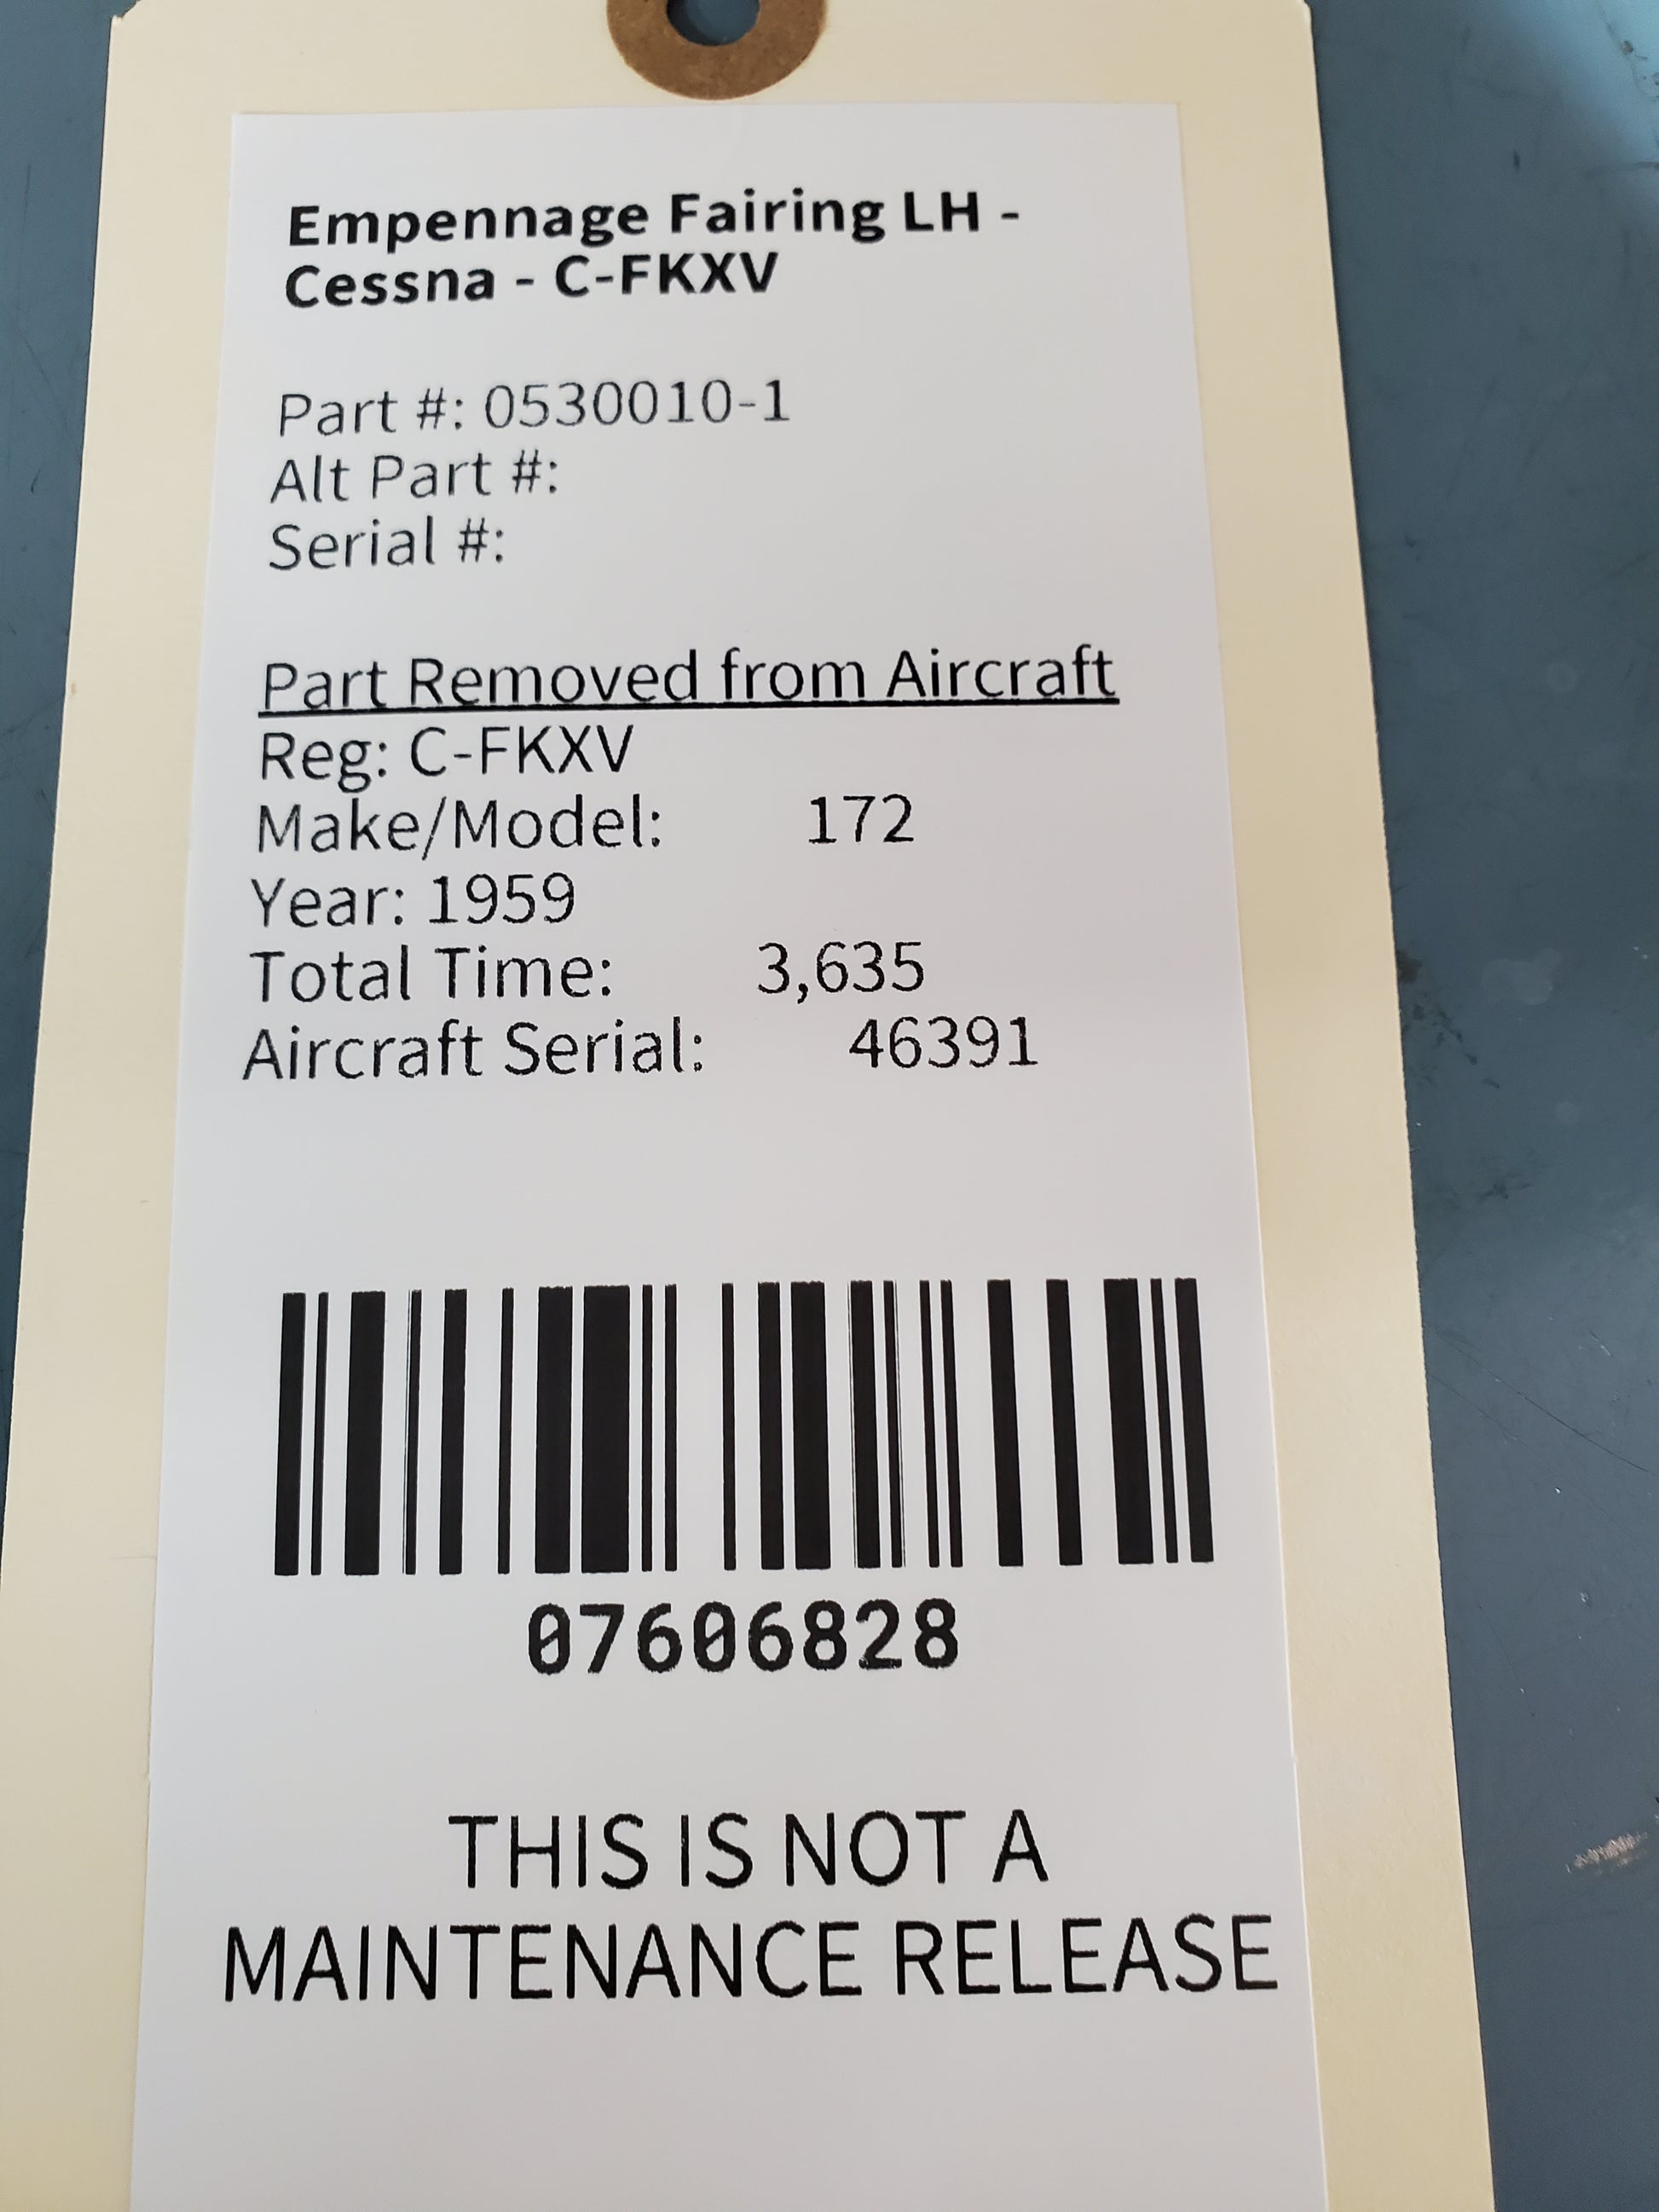 Empennage Fairing LH -
Cessna - C-FKXV
Part #: 0530010-1
Alt Part #:
Serial #:
Part Removed from Aircraft
Reg: C-FKXV
Make/Model: 172
Year: 1959
Total Time: 3,635
Aircraft Serial: 46391
07606828
THIS IS NOT A
MAINTENANCE RELEASE